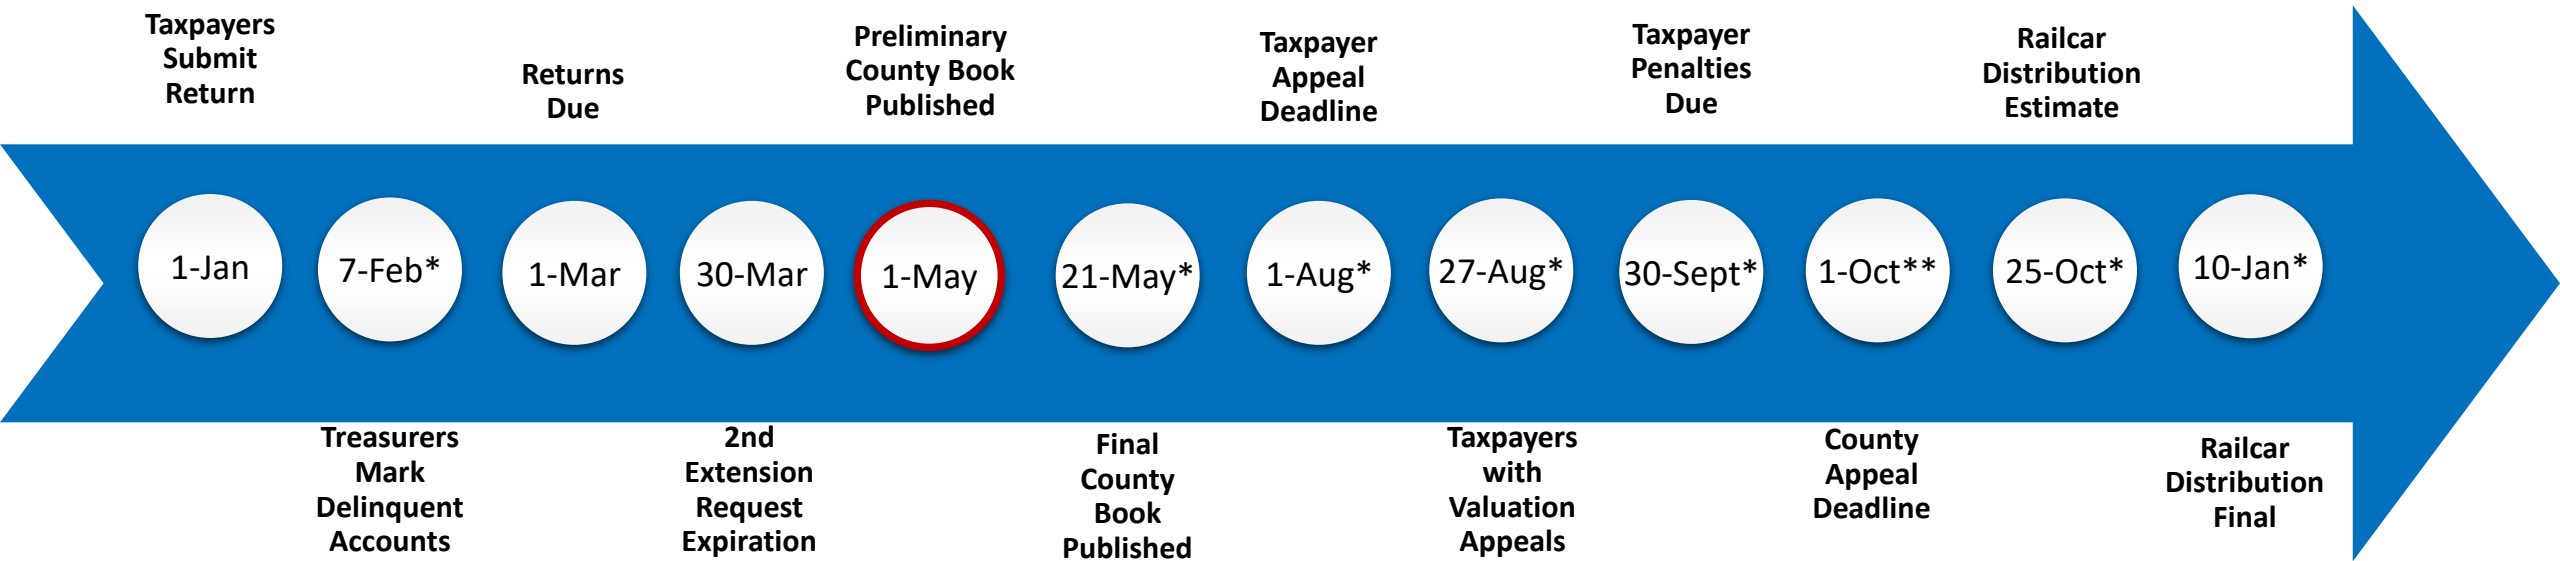 Taxpayers
Submit
Return
Returns
Due
Preliminary
County Book
Published
Taxpayer
Appeal
Deadline
Taxpayer
Penalties
Due
Railcar
Distribution
Estimate
1-Jan
7-Feb*
1-Mar
30-Mar
1-May
21-May*
1-Aug*
27-Aug*
30-Sept*
1-Oct**
25-Oct*
10-Jan*
Treasurers
Mark
Delinquent
Accounts
2nd
Extension
Request
Expiration
Final
County
Book
Published
Taxpayers
with
Valuation
Appeals
County
Appeal
Deadline
Railcar
Distribution
Final